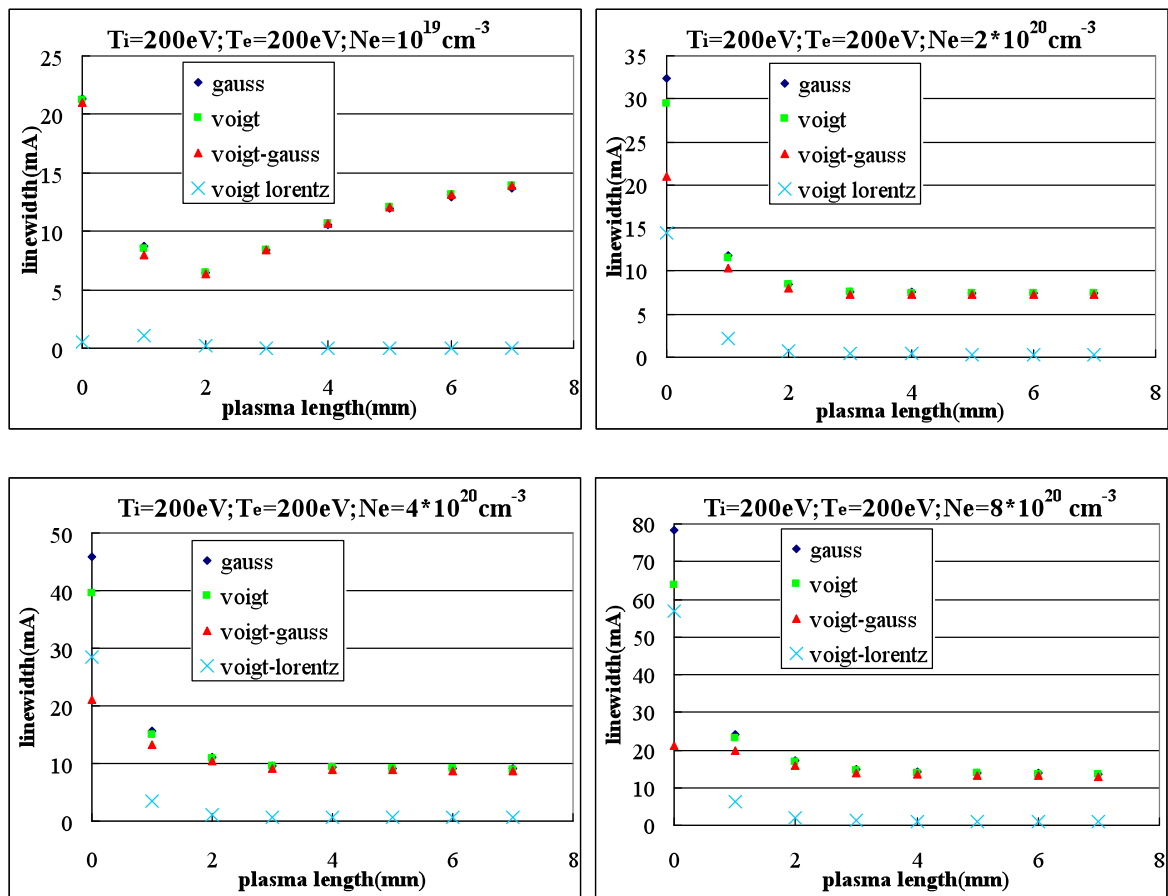 Ti=200eV;Te=200eV;Ne=10^19cm^-3
gauss
voigt
voigt-gauss
voigt lorentz
linewidth(mA)
25
20
15
10
5
0
0 2 4 6 8
plasma length(mm)
Ti=200eV;Te=200eV;Ne=2*10^20cm^-3
gauss
voigt
voigt-gauss
voigt lorentz
linewidth(mA)
35
30
25
20
15
10
5
0
0 2 4 6 8
plasma length(mm)
Ti=200eV;Te=200eV;Ne=4*10^20cm^-3
gauss
voigt
voigt-gauss
voigt-lorentz
linewidth(mA)
50
40
30
20
10
0
0 2 4 6 8
plasma length(mm)
Ti=200eV;Te=200eV;Ne=8*10^20cm^-3
gauss
voigt
voigt-gauss
voigt-lorentz
linewidth(mA)
80
70
60
50
40
30
20
10
0
0 2 4 6 8
plasma length(mm)